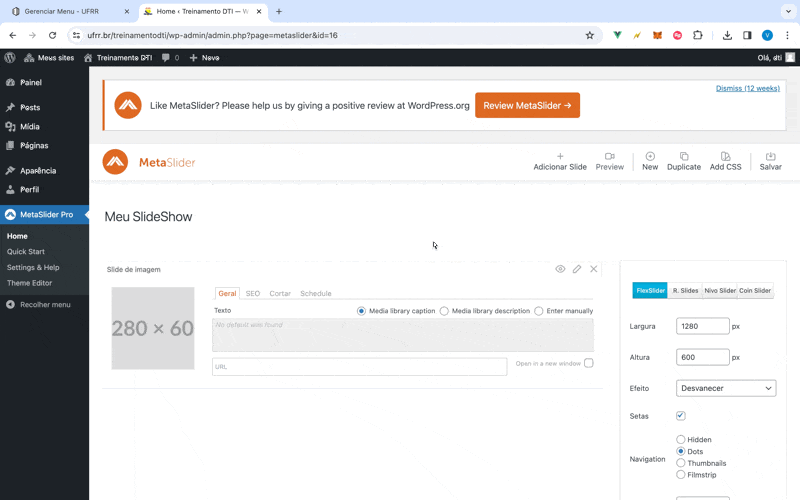 Gerenciar Menu - UFRR
Home ‹ Treinamento DTI — W
ufrr.br/treinamentodti/wp-admin/admin.php?page=metaslider&id=16
Meus sites
Treinamento DTI
0
Novo
Olá, dti
Painel
Posts
Mídia
Páginas
Aparência
Perfil
MetaSlider Pro
Home
Quick Start
Settings & Help
Theme Editor
Recolher menu
Dismiss (12 weeks)
Like MetaSlider? Please help us by giving a positive review at WordPress.org
Review MetaSlider →
MetaSlider
Adicionar Slide
Preview
New
Duplicate
Add CSS
Salvar
Meu SlideShow
Slide de imagem
280 × 60
Geral SEO Cortar Schedule
Texto Media library caption Media library description Enter manually
No default was found
URL
Open in a new window
FlexSlider R. Slides Nivo Slider Coin Slider
Largura 1280 px
Altura 600 px
Efeito Desvanecer
Setas
Navigation
Hidden
Dots
Thumbnails
Filmstrip